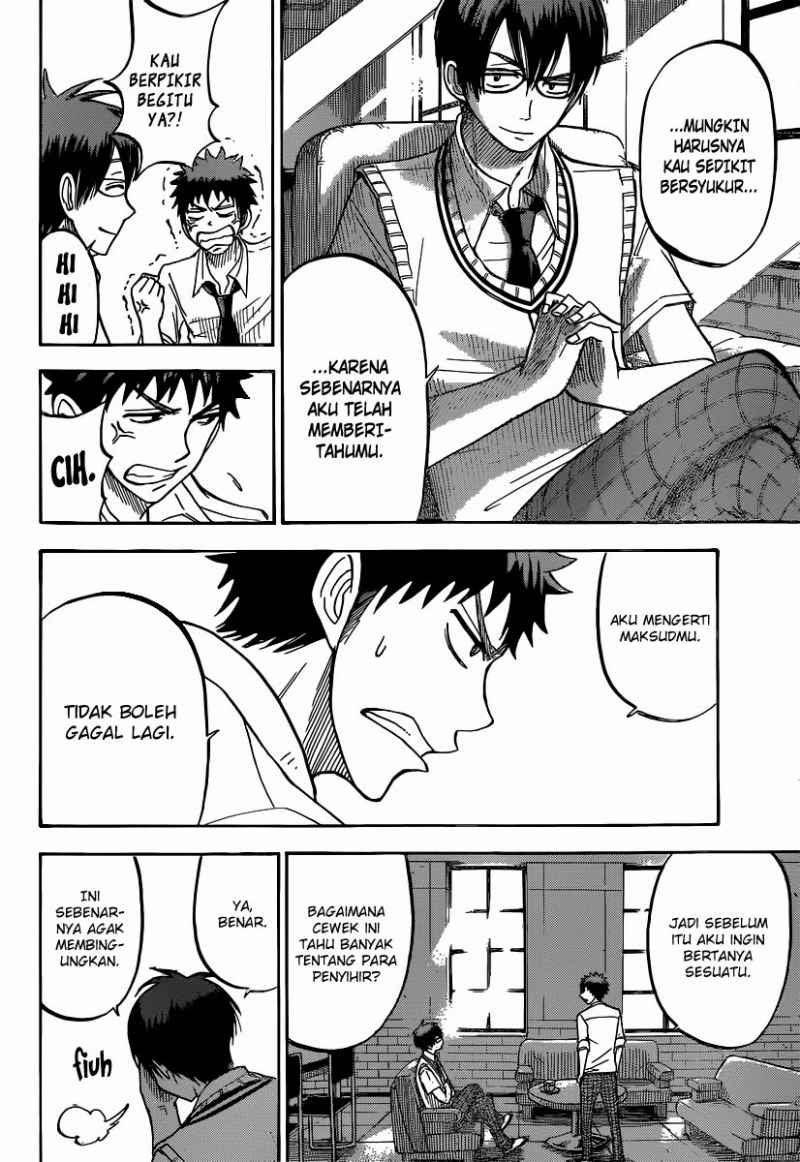 ...MUNGKIN
HARUSNYA
KAU SEDIKIT
BERSYUKUR...
...KARENA
SEBENARNYA
AKU TELAH
MEMBERI-
TAHUMU.
KAU
BERPIKIR
BEGITU
YA?!
HI
HI
HI
CIH.
AKU MENGERTI
MAKSUDMU.
TIDAK BOLEH
GAGAL LAGI.
JADI SEBELUM
ITU AKU INGIN
BERTANYA
SESUATU.
BAGAIMANA
CEWEK INI
TAHU BANYAK
TENTANG PARA
PENYIHIR?
YA,
BENAR.
INI
SEBENAR-
NYA AGAK
MEMBING-
UNGKAN.
fiuh